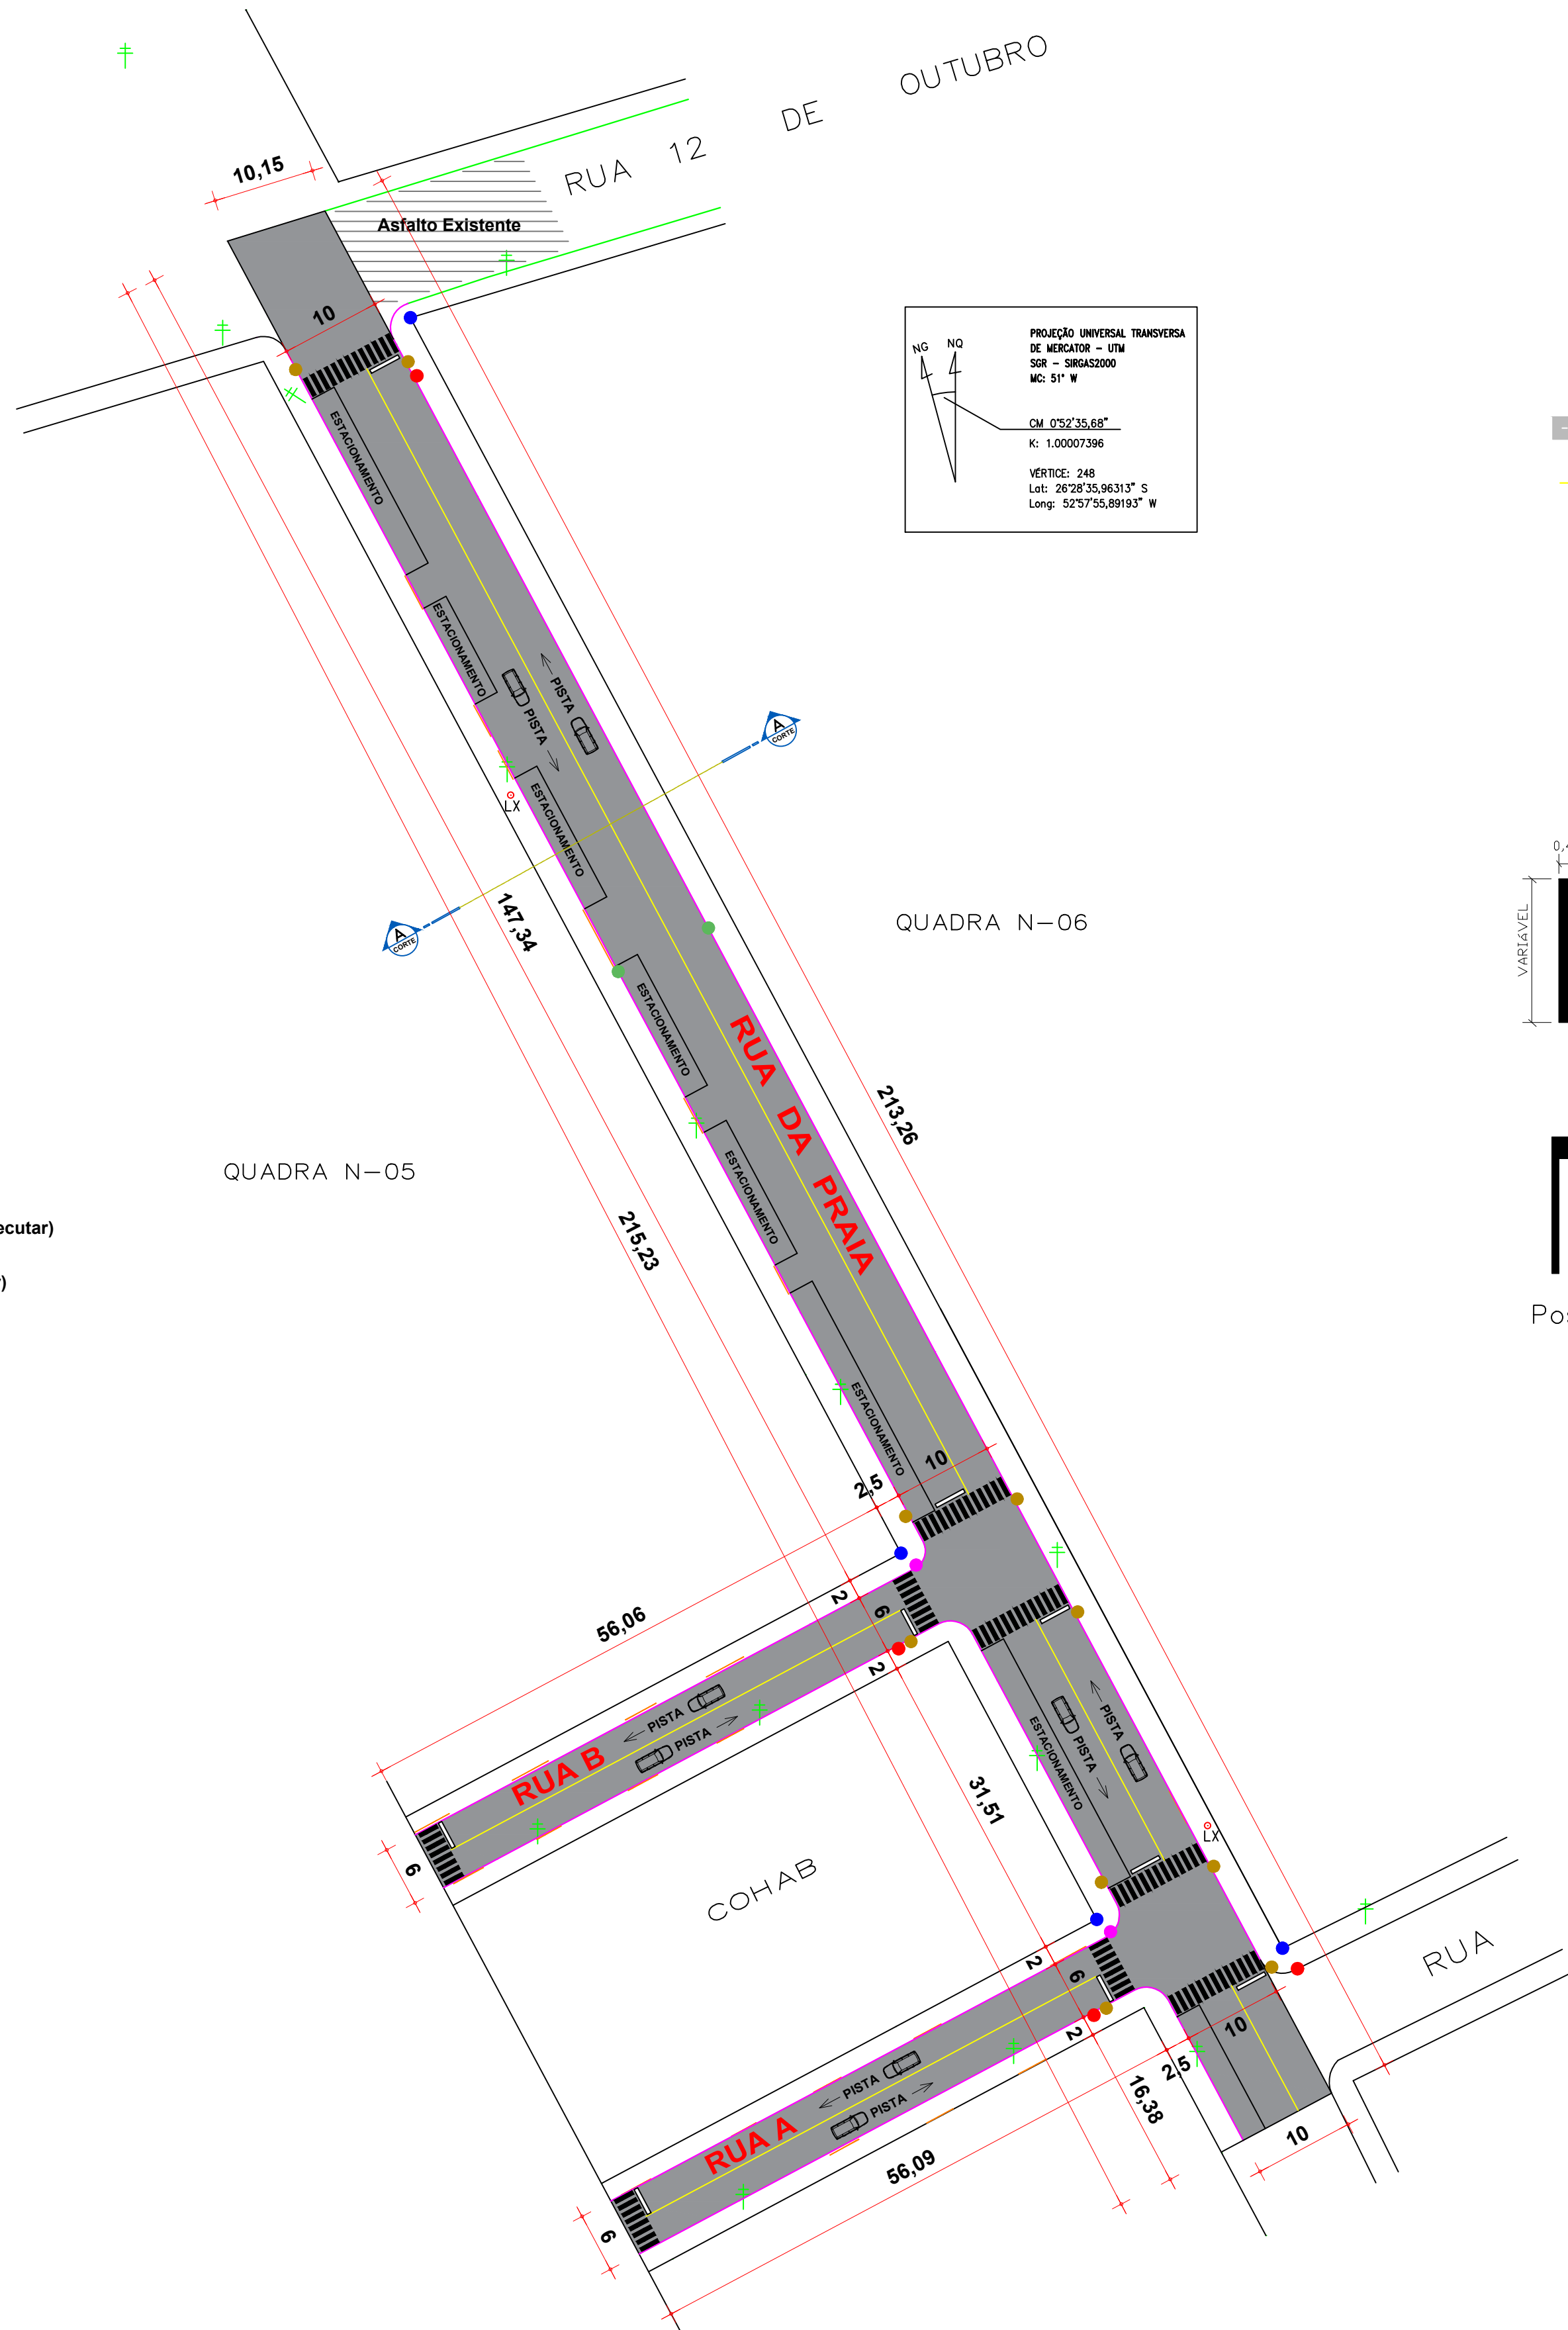 RUA 12 DE OUTUBRO
10,15
Asfalto Existente
10
NG
NQ
PROJEÇÃO UNIVERSAL TRANSVERSA
DE MERCATOR - UTM
SGR - SIRGAS2000
MC: 51° W
CM 0°52'35,68"
K: 1.00007396
VÉRTICE: 248
Lat: 26°28'35,96313" S
Long: 52°57'55,89193" W
ESTACIONAMENTO
ESTACIONAMENTO
PISTA
PISTA
A
CORTE
ESTACIONAMENTO
LX
VARIÁVEL
147,34
A
CORTE
QUADRA N-06
ESTACIONAMENTO
RUA DA PRAIA
213,26
QUADRA N-05
ESTACIONAMENTO
215,23
ecutar)
)
ESTACIONAMENTO
10
2,5
56,06
2
6
2
PISTA
PISTA
RUA B
6
PISTA
PISTA
ESTACIONAMENTO
31,51
LX
COHAB
RUA
2
6
2
10
2,5
16,38
10
PISTA
PISTA
RUA A
56,09
6